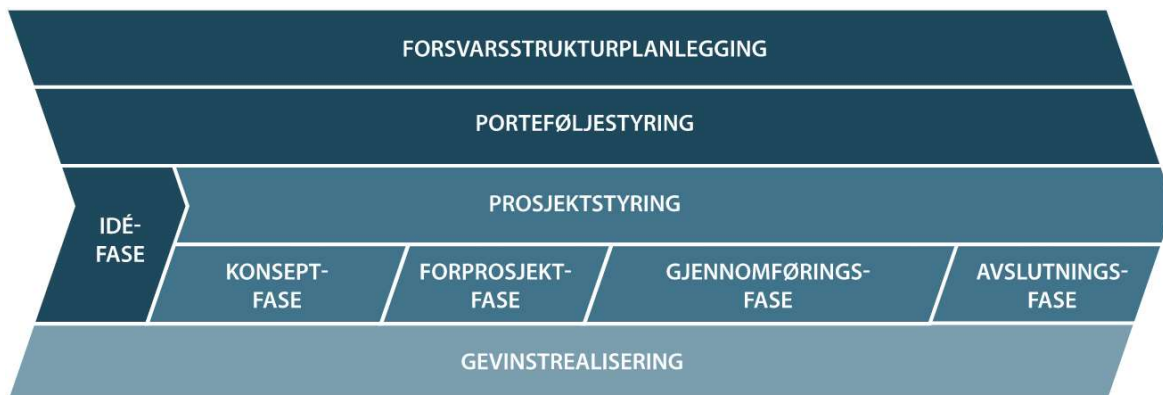 FORSVARSSTRUKTURPLANLEGGING
PORTEFØLJESTYRING
IDÉ-
FASE
PROSJEKTSTYRING
KONSEPT-
FASE
FORPROSJEKT-
FASE
GJENNOMFØRINGS-
FASE
AVSLUTNINGS-
FASE
GEVINSTREALISERING